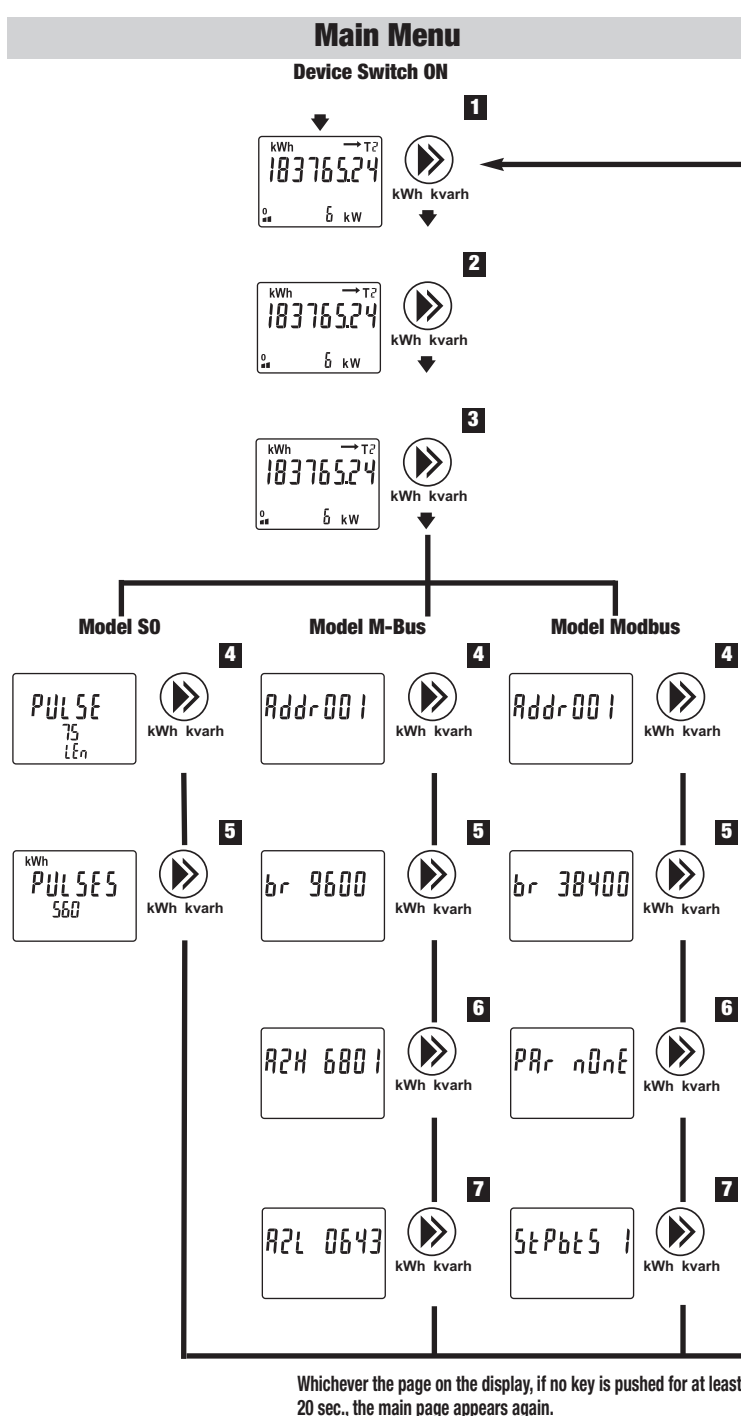 Main Menu
Device Switch ON
1
kWh →T2
183765.24
0 6 kW
kWh kvarh
2
kWh →T2
183765.24
0 6 kW
kWh kvarh
3
kWh →T2
183765.24
0 6 kW
kWh kvarh
Model S0 Model M-Bus Model Modbus
4 4 4
PULSE
75
LEn
kWh kvarh
Addr001
kWh kvarh
Addr001
kWh kvarh
5 5 5
kWh
PULSES
560
kWh kvarh
br 9600
kWh kvarh
br 38400
kWh kvarh
6 6
A2H 6801
kWh kvarh
PAr nOnE
kWh kvarh
7 7
A2L 0643
kWh kvarh
StPbtS 1
kWh kvarh
Whichever the page on the display, if no key is pushed for at least
20 sec., the main page appears again.